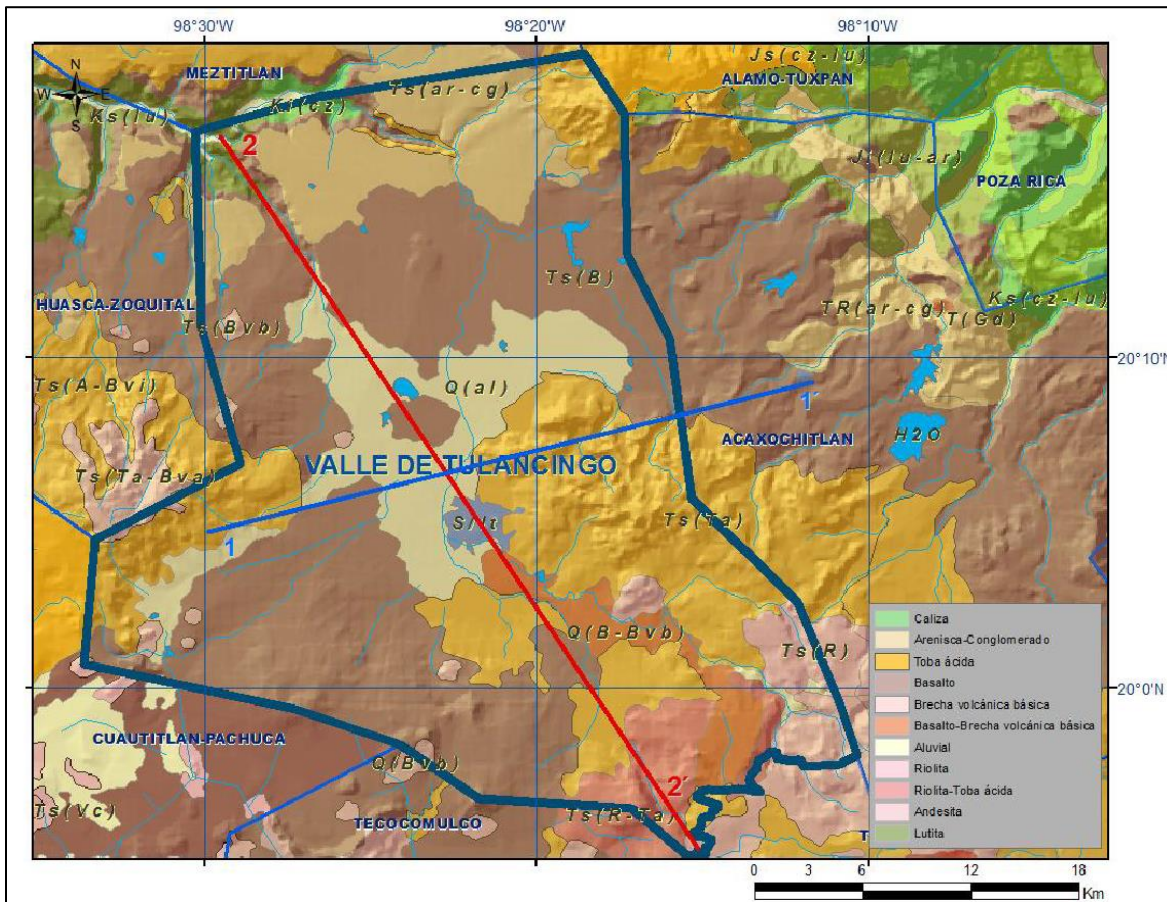 98°30'W
98°20'W
98°10'W
N
W
E
S
MEZTITLAN
Ts(ar-cg)
Js(cz-lu)
ALAMO-TUXPAN
Ks(lu)
Ki(cz)
2
Ji(lu-ar)
POZA RICA
Ts(B)
HUASCA-ZOQUITAL
Ts(Bvb)
TR(ar-cg)
Ks(cz-lu)
T(Gd)
20°10'N
Ts(A-Bvi)
Q(al)
1´
H2O
ACAXOCHITLAN
VALLE DE TULANCINGO
Ts(Ta-Bva)
S/It
Ts(Ta)
1
Q(B-Bvb)
Ts(R)
20°0'N
CUAUTITLAN-PACHUCA
Q(Bvb)
Ts(Vc)
TECOCOMULCO
2´
Ts(R-Ta)
T
Caliza
Arenisca-Conglomerado
Toba ácida
Basalto
Brecha volcánica básica
Basalto-Brecha volcánica básica
Aluvial
Riolita
Riolita-Toba ácida
Andesita
Lutita
0 3 6 12 18
Km